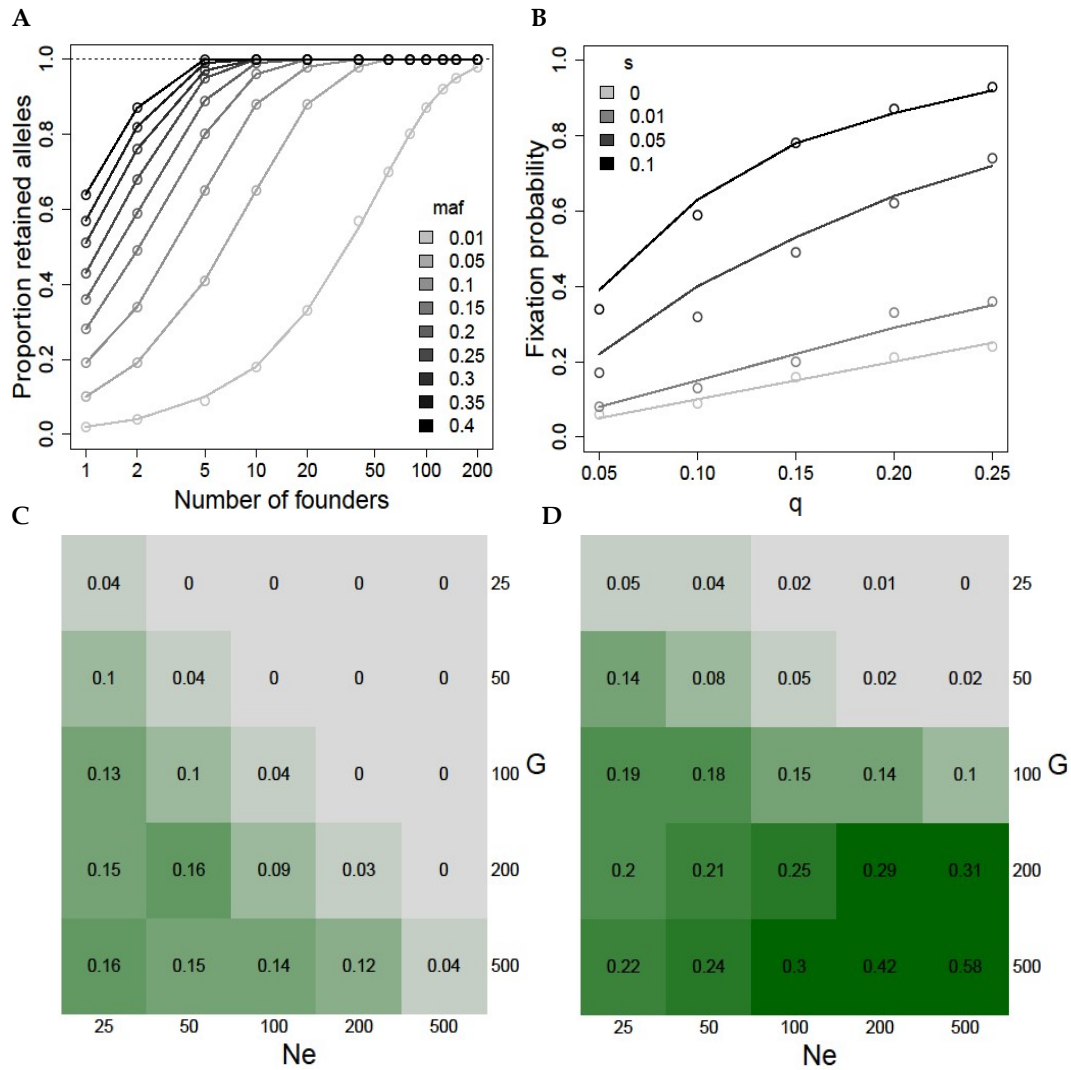 A
Proportion retained alleles
1.0
0.8
0.6
0.4
0.2
0.0
maf
0.01
0.05
0.1
0.15
0.2
0.25
0.3
0.35
0.4
1 2 5 10 20 50 100 200
Number of founders
B
Fixation probability
1.0
0.8
0.6
0.4
0.2
0.0
s
0
0.01
0.05
0.1
0.05 0.10 0.15 0.20 0.25
q
C
0.04 0 0 0 0 25
0.1 0.04 0 0 0 50
0.13 0.1 0.04 0 0 100 G
0.15 0.16 0.09 0.03 0 200
0.16 0.15 0.14 0.12 0.04 500
25 50 100 200 500
Ne
D
0.05 0.04 0.02 0.01 0 25
0.14 0.08 0.05 0.02 0.02 50
0.19 0.18 0.15 0.14 0.1 100 G
0.2 0.21 0.25 0.29 0.31 200
0.22 0.24 0.3 0.42 0.58 500
25 50 100 200 500
Ne